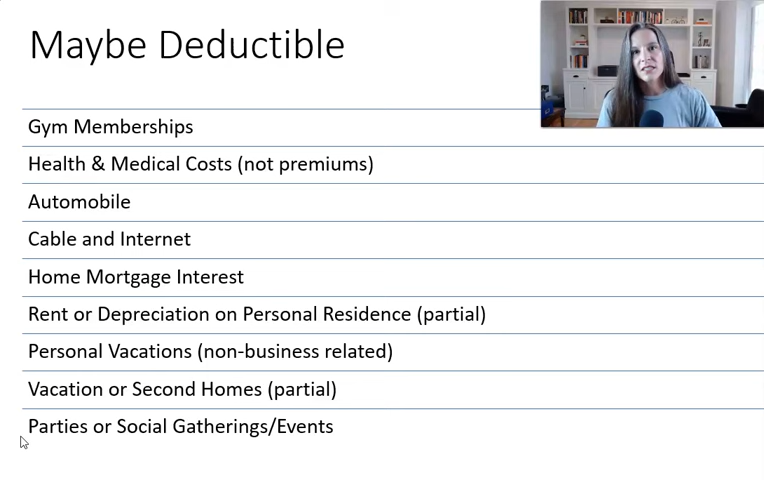 Maybe Deductible
Gym Memberships
Health & Medical Costs (not premiums)
Automobile
Cable and Internet
Home Mortgage Interest
Rent or Depreciation on Personal Residence (partial)
Personal Vacations (non-business related)
Vacation or Second Homes (partial)
Parties or Social Gatherings/Events